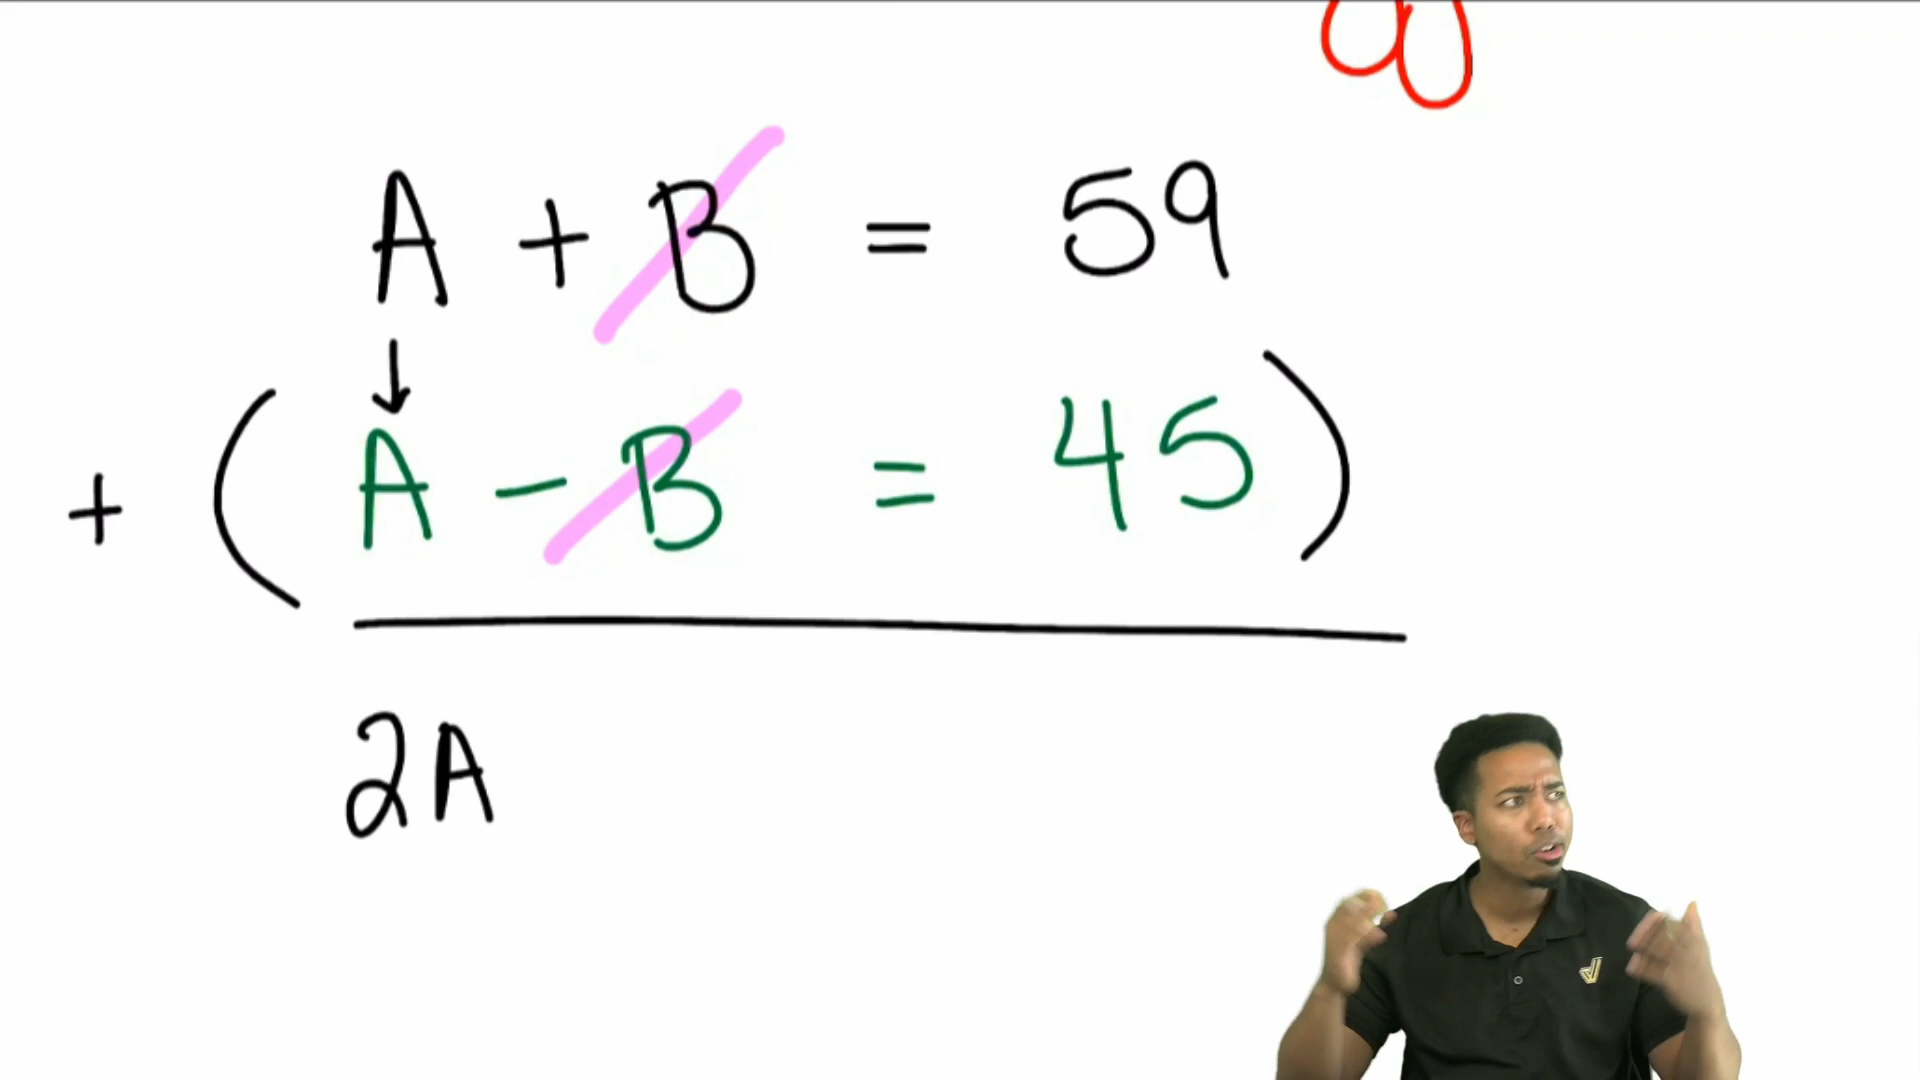 A + B = 59
+ ( A - B = 45 )
2A